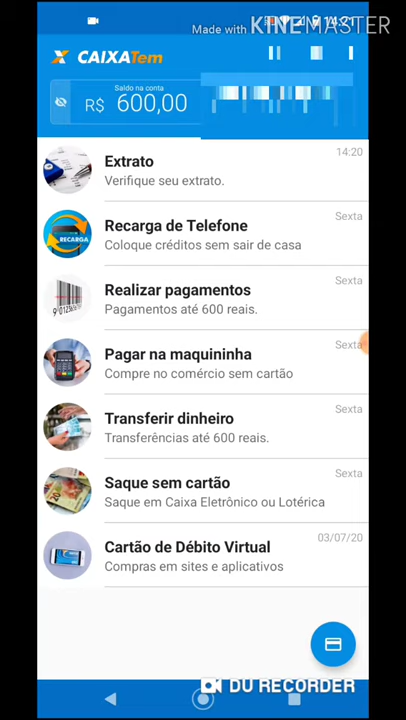 14:21
Made with KINEMASTER
CAIXATem
Saldo na conta
R$ 600,00
14:20
Extrato
Verifique seu extrato.
Sexta
Recarga de Telefone
RECARGA
Coloque créditos sem sair de casa
Sexta
Realizar pagamentos
Pagamentos até 600 reais.
Sexta
Pagar na maquininha
Compre no comércio sem cartão
Sexta
Transferir dinheiro
Transferências até 600 reais.
Sexta
Saque sem cartão
Saque em Caixa Eletrônico ou Lotérica
03/07/20
Cartão de Débito Virtual
Compras em sites e aplicativos
DU RECORDER